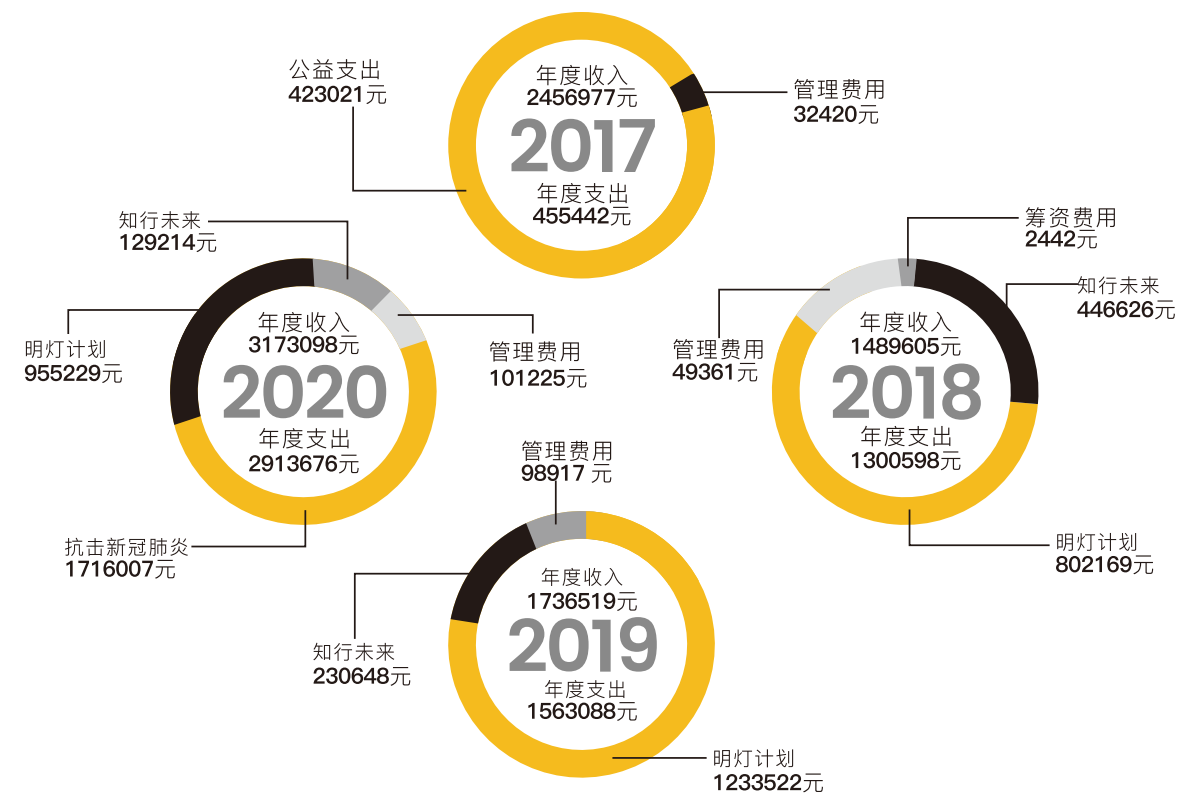 公益支出
423021元
年度收入
2456977元
2017
年度支出
455442元
管理费用
32420元
知行未来
129214元
明灯计划
955229元
年度收入
3173098元
2020
年度支出
2913676元
管理费用
101225元
抗击新冠肺炎
1716007元
筹资费用
2442元
知行未来
446626元
管理费用
49361元
年度收入
1489605元
2018
年度支出
1300598元
明灯计划
802169元
管理费用
98917 元
年度收入
1736519元
2019
年度支出
1563088元
知行未来
230648元
明灯计划
1233522元